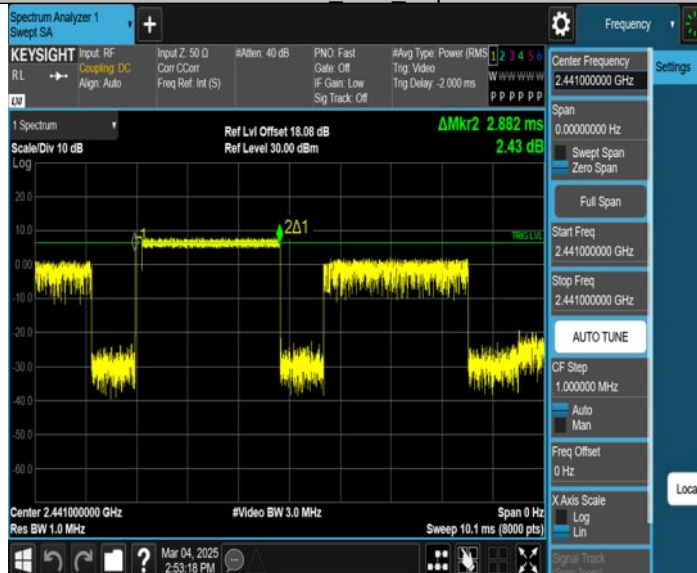 Spectrum Analyzer 1
Swept SA
Frequency
KEYSIGHT Input: RF Input Z: 50 Ω #Atten: 40 dB PNO: Fast #Avg Type: Power (RMS 1 2 3 4 5 6
RL Coupling: DC Corr CCorr Gate: Off Trig: Video W W W W W W
Align: Auto Freq Ref: Int (S) IF Gain: Low Trig Delay: -2.000 ms
Sig Track: Off P P P P P P
LXI
1 Spectrum
Scale/Div 10 dB
Ref Lvl Offset 18.08 dB
Ref Level 30.00 dBm
ΔMkr2 2.882 ms
2.43 dB
Log
20.0
10.0
0.00
-10.0
-20.0
-30.0
-40.0
-50.0
-60.0
1
2Δ1
TRIG LVL
Center 2.441000000 GHz #Video BW 3.0 MHz Span 0 Hz
Res BW 1.0 MHz Sweep 10.1 ms (8000 pts)
?
Mar 04, 2025
2:53:18 PM
Center Frequency
2.441000000 GHz
Settings
Span
0.00000000 Hz
Swept Span
Zero Span
Full Span
Start Freq
2.441000000 GHz
Stop Freq
2.441000000 GHz
AUTO TUNE
CF Step
1.000000 MHz
Auto
Man
Freq Offset
0 Hz
X Axis Scale
Log
Lin
Loca
Signal Track